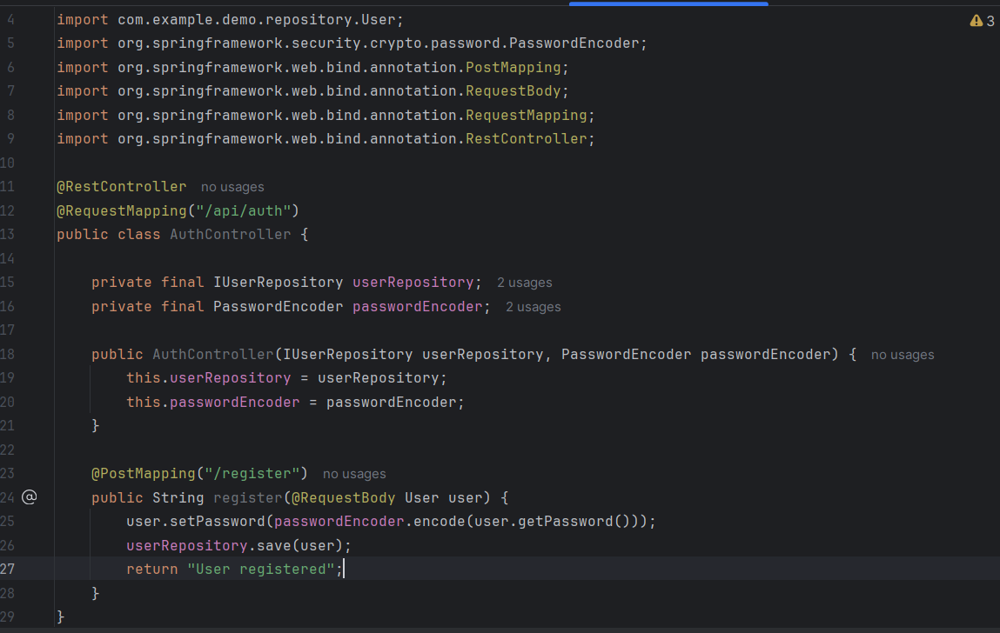 4 import com.example.demo.repository.User;
3
5 import org.springframework.security.crypto.password.PasswordEncoder;
6 import org.springframework.web.bind.annotation.PostMapping;
7 import org.springframework.web.bind.annotation.RequestBody;
8 import org.springframework.web.bind.annotation.RequestMapping;
9 import org.springframework.web.bind.annotation.RestController;
10
11 @RestController no usages
12 @RequestMapping("/api/auth")
13 public class AuthController {
14
15     private final IUserRepository userRepository; 2 usages
16     private final PasswordEncoder passwordEncoder; 2 usages
17
18     public AuthController(IUserRepository userRepository, PasswordEncoder passwordEncoder) { no usages
19         this.userRepository = userRepository;
20         this.passwordEncoder = passwordEncoder;
21     }
22
23     @PostMapping("/register") no usages
24     public String register(@RequestBody User user) {
25         user.setPassword(passwordEncoder.encode(user.getPassword()));
26         userRepository.save(user);
27         return "User registered";
28     }
29 }